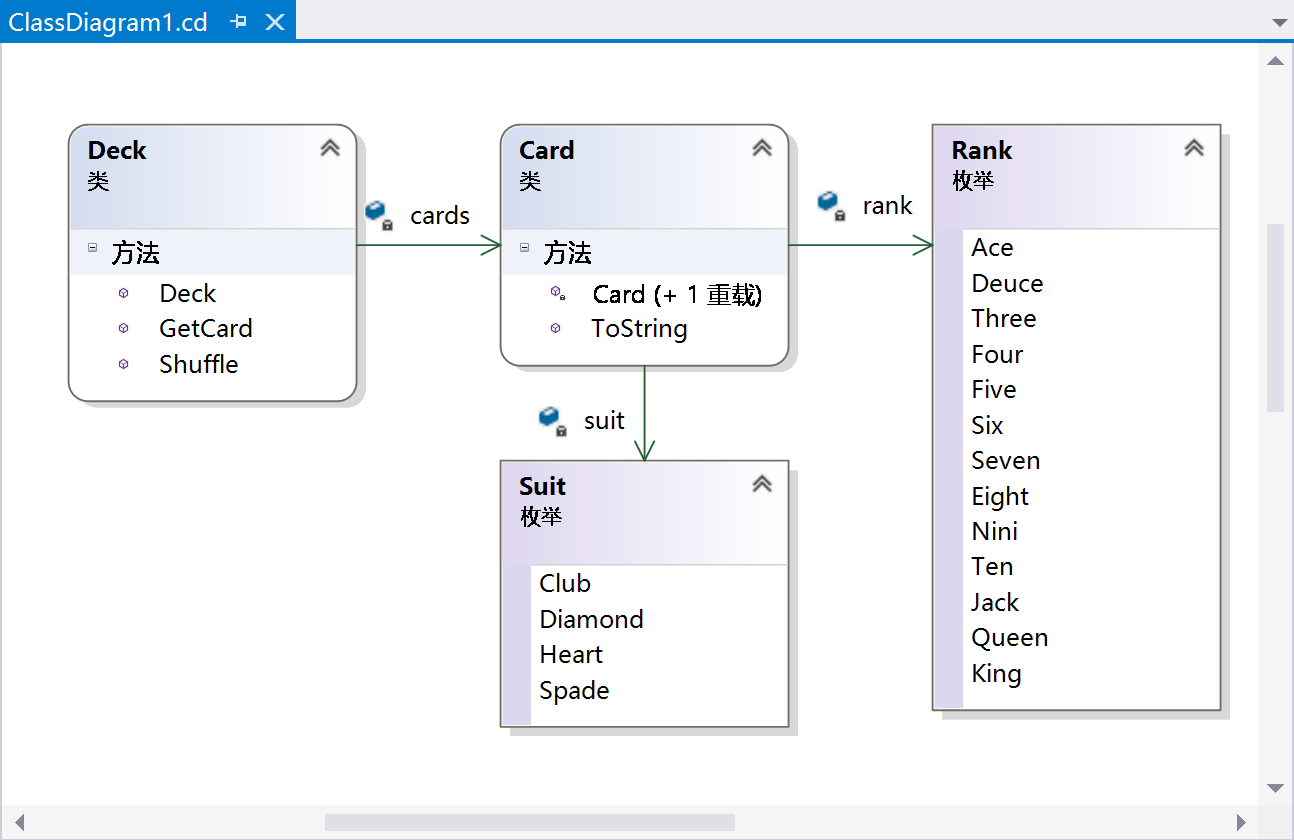 ClassDiagram1.cd
Deck
类
方法
Deck
GetCard
Shuffle
cards
Card
类
方法
Card (+ 1 重载)
ToString
rank
suit
Suit
枚举
Club
Diamond
Heart
Spade
Rank
枚举
Ace
Deuce
Three
Four
Five
Six
Seven
Eight
Nini
Ten
Jack
Queen
King